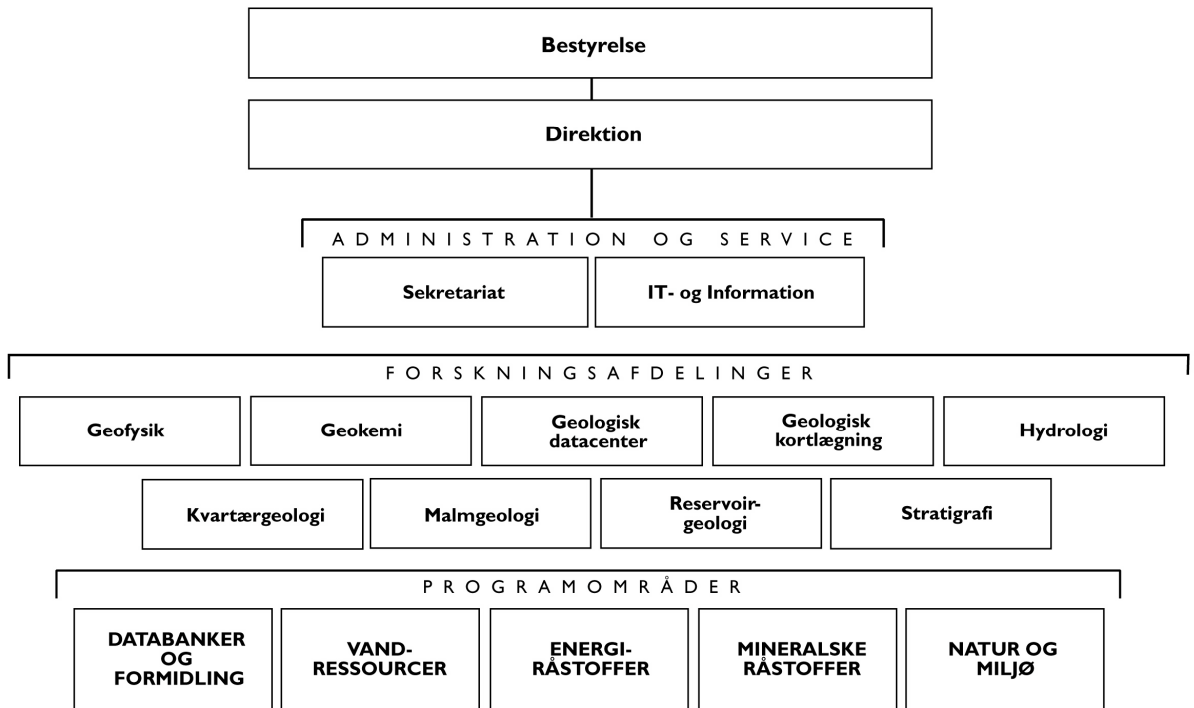 Bestyrelse
Direktion
ADMINISTRATION OG SERVICE
Sekretariat
IT- og Information
FORSKNINGSAFDELINGER
Geofysik
Geokemi
Geologisk
datacenter
Geologisk
kortlægning
Hydrologi
Kvartærgeologi
Malmgeologi
Reservoir-
geologi
Stratigrafi
PROGRAMOMRÅDER
DATABANKER
OG
FORMIDLING
VAND-
RESSOURCER
ENERGI-
RÅSTOFFER
MINERALSKE
RÅSTOFFER
NATUR OG
MILJØ